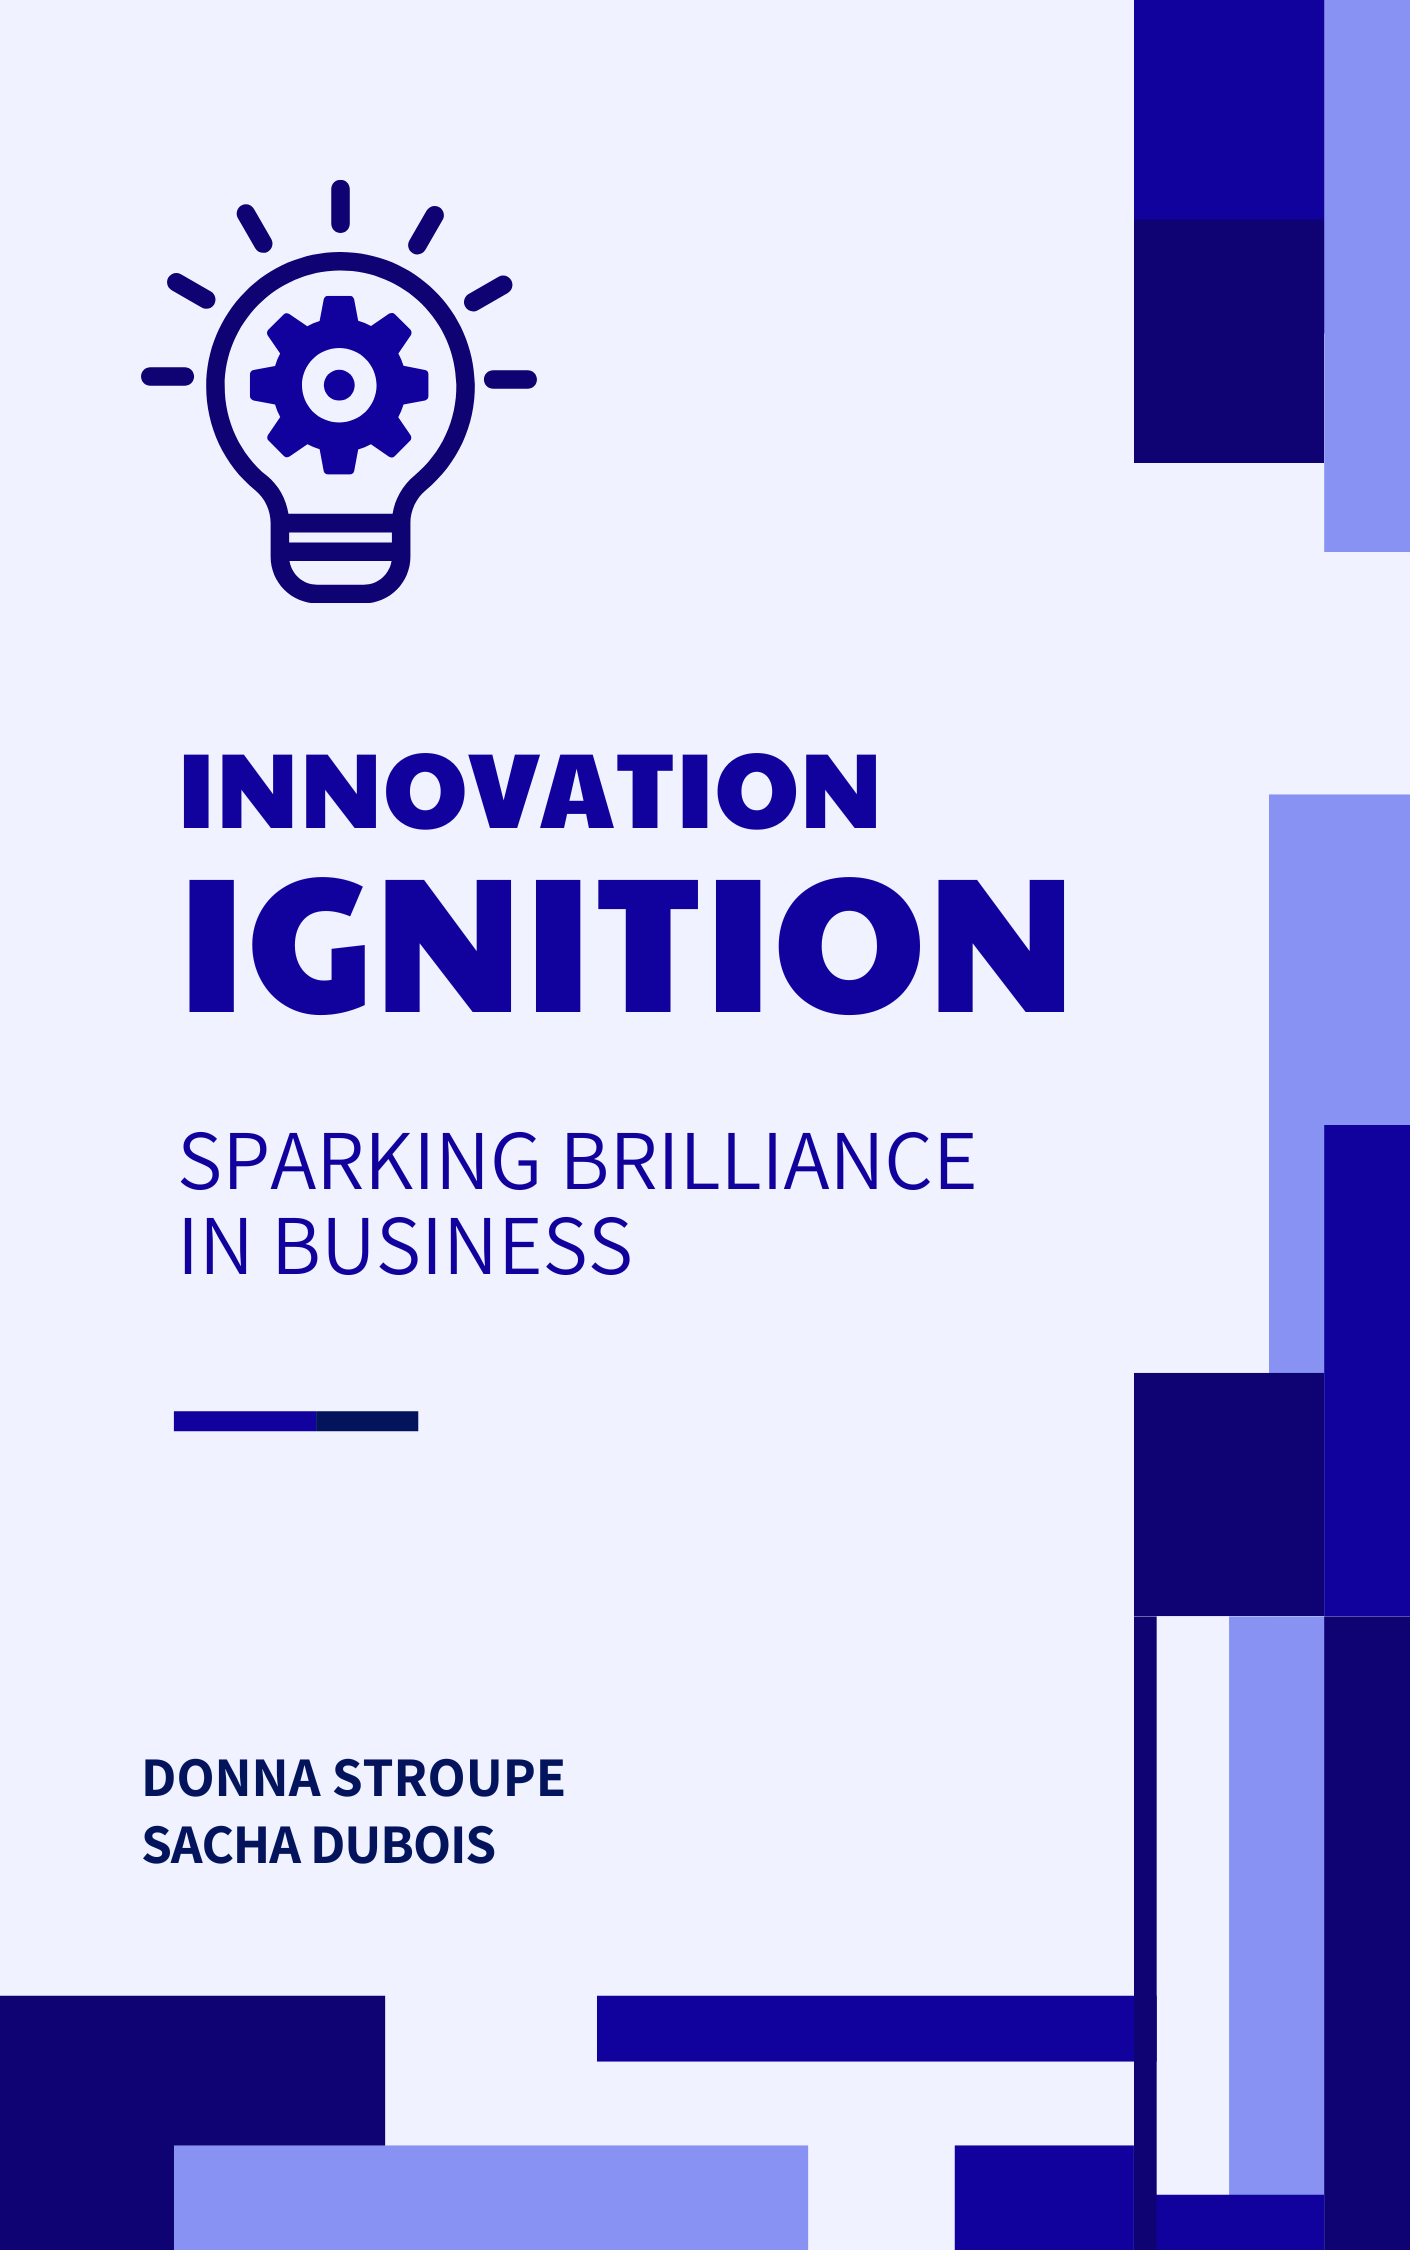 INNOVATION
IGNITION
SPARKING BRILLIANCE
IN BUSINESS
DONNA STROUPE
SACHA DUBOIS